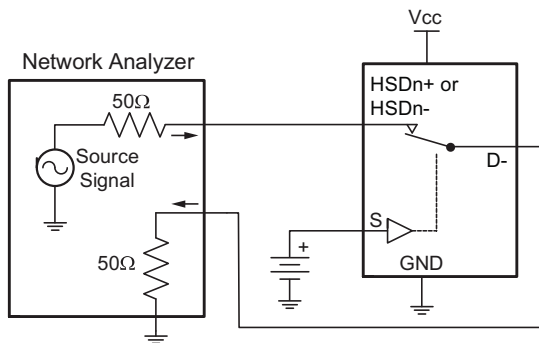 Vcc
Network Analyzer
HSDn+ or
HSDn-
50Ω
Source
Signal
D-
S
+
50Ω
GND